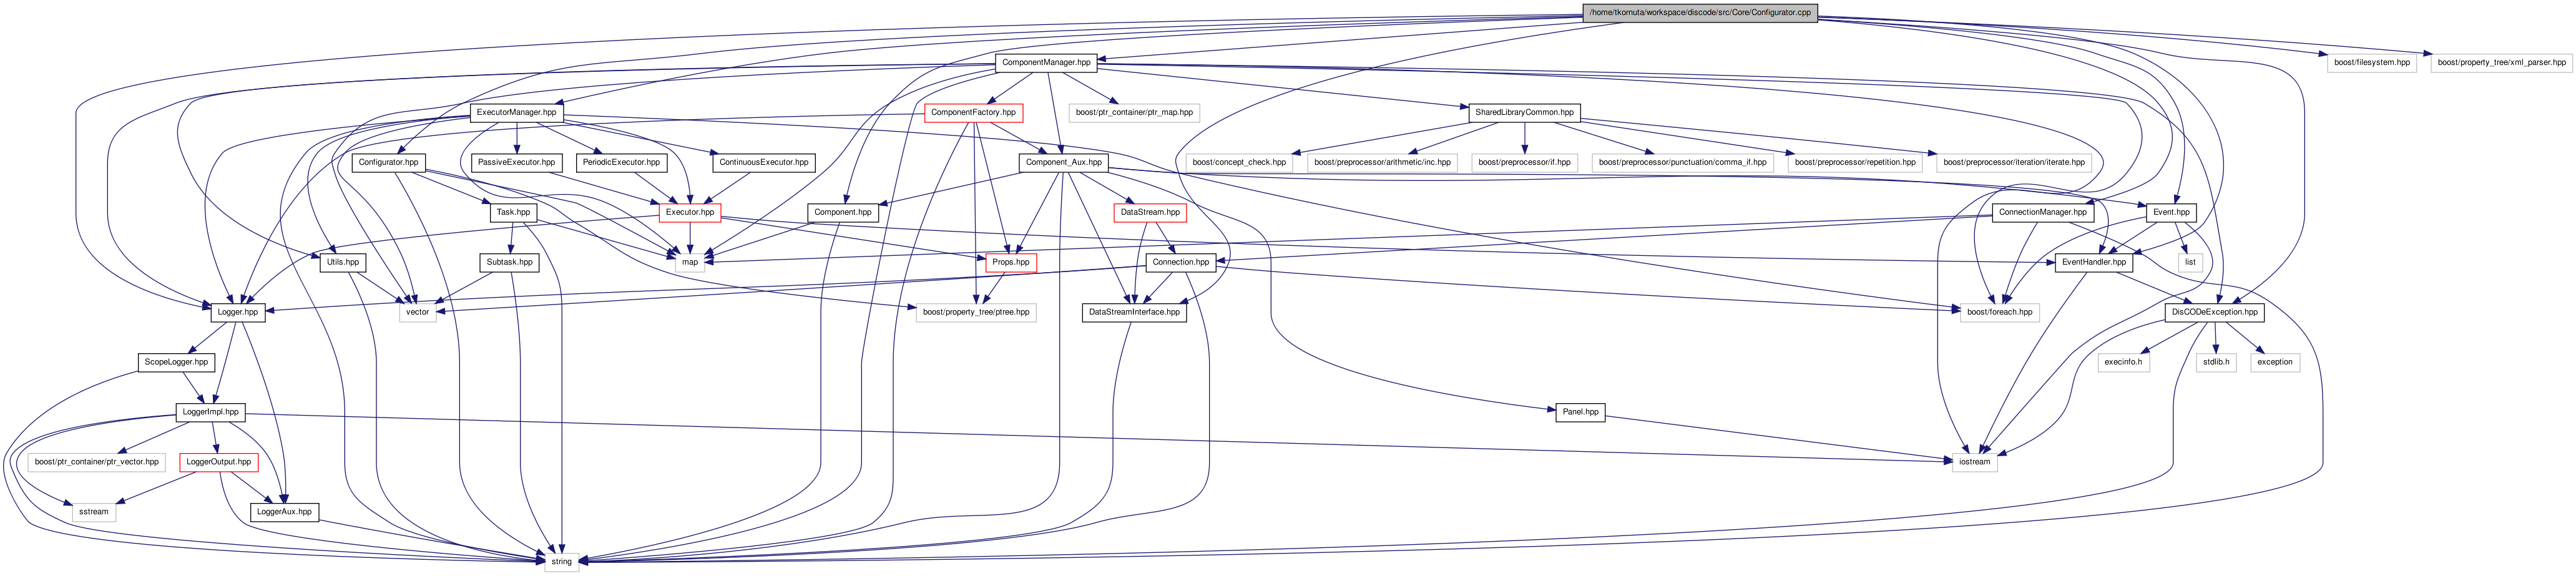 /home/tkornuta/workspace/discode/src/Core/Configurator.cpp
ComponentManager.hpp
boost/filesystem.hpp
boost/property_tree/xml_parser.hpp
ExecutorManager.hpp
ComponentFactory.hpp
boost/ptr_container/ptr_map.hpp
SharedLibraryCommon.hpp
Configurator.hpp
PassiveExecutor.hpp
PeriodicExecutor.hpp
ContinuousExecutor.hpp
Component_Aux.hpp
boost/concept_check.hpp
boost/preprocessor/arithmetic/inc.hpp
boost/preprocessor/if.hpp
boost/preprocessor/punctuation/comma_if.hpp
boost/preprocessor/repetition.hpp
boost/preprocessor/iteration/iterate.hpp
Task.hpp
Executor.hpp
Component.hpp
DataStream.hpp
ConnectionManager.hpp
Event.hpp
Utils.hpp
Subtask.hpp
map
Props.hpp
Connection.hpp
EventHandler.hpp
list
Logger.hpp
vector
boost/property_tree/ptree.hpp
DataStreamInterface.hpp
boost/foreach.hpp
DisCODeException.hpp
ScopeLogger.hpp
execinfo.h
stdlib.h
exception
LoggerImpl.hpp
Panel.hpp
boost/ptr_container/ptr_vector.hpp
LoggerOutput.hpp
iostream
sstream
LoggerAux.hpp
string